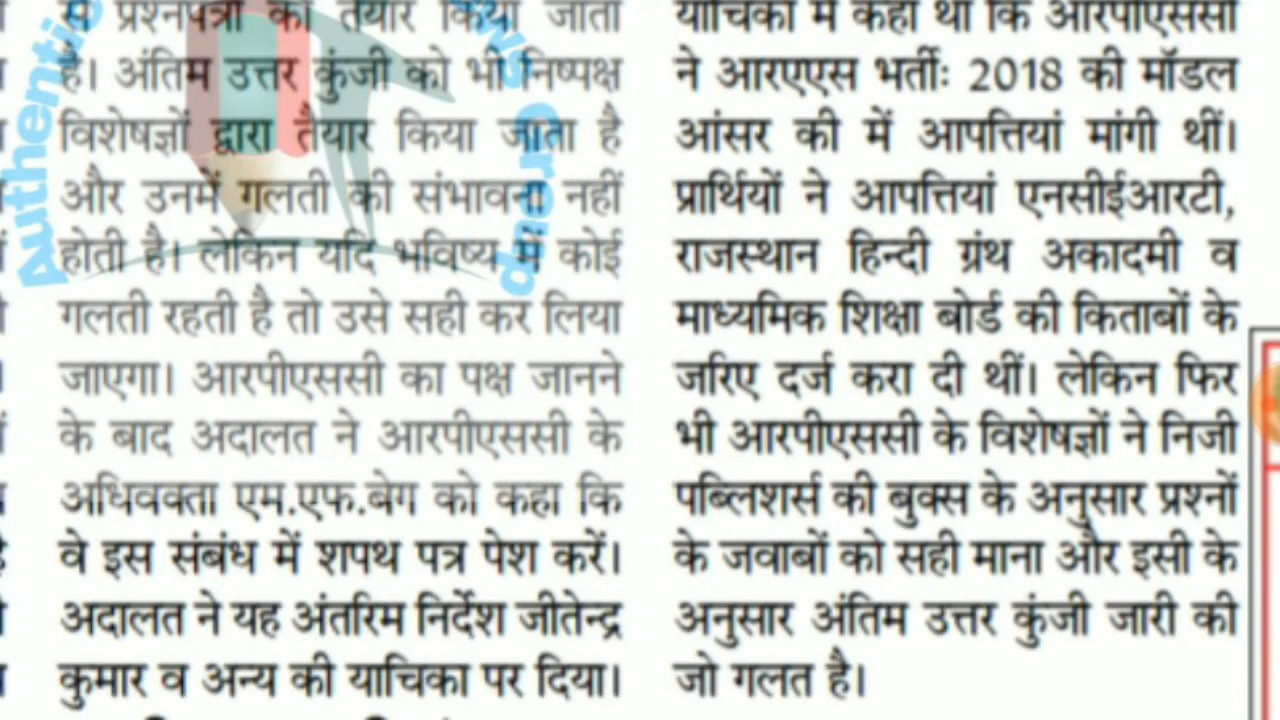 में प्रश्नपत्रों को तैयार किया जाता
है। अंतिम उत्तर कुंजी को भी निष्पक्ष
विशेषज्ञों द्वारा तैयार किया जाता है
और उनमें गलती की संभावना नहीं
होती है। लेकिन यदि भविष्य में कोई
गलती रहती है तो उसे सही कर लिया
जाएगा। आरपीएससी का पक्ष जानने
के बाद अदालत ने आरपीएससी के
अधिवक्ता एम.एफ.बेग को कहा कि
वे इस संबंध में शपथ पत्र पेश करें।
अदालत ने यह अंतरिम निर्देश जीतेन्द्र
कुमार व अन्य की याचिका पर दिया।
याचिका में कहा था कि आरपीएससी
ने आरएएस भर्तीः 2018 की मॉडल
आंसर की में आपत्तियां मांगी थीं।
प्रार्थियों ने आपत्तियां एनसीईआरटी,
राजस्थान हिन्दी ग्रंथ अकादमी व
माध्यमिक शिक्षा बोर्ड की किताबों के
जरिए दर्ज करा दी थीं। लेकिन फिर
भी आरपीएससी के विशेषज्ञों ने निजी
पब्लिशर्स की बुक्स के अनुसार प्रश्नों
के जवाबों को सही माना और इसी के
अनुसार अंतिम उत्तर कुंजी जारी की
जो गलत है।
Group